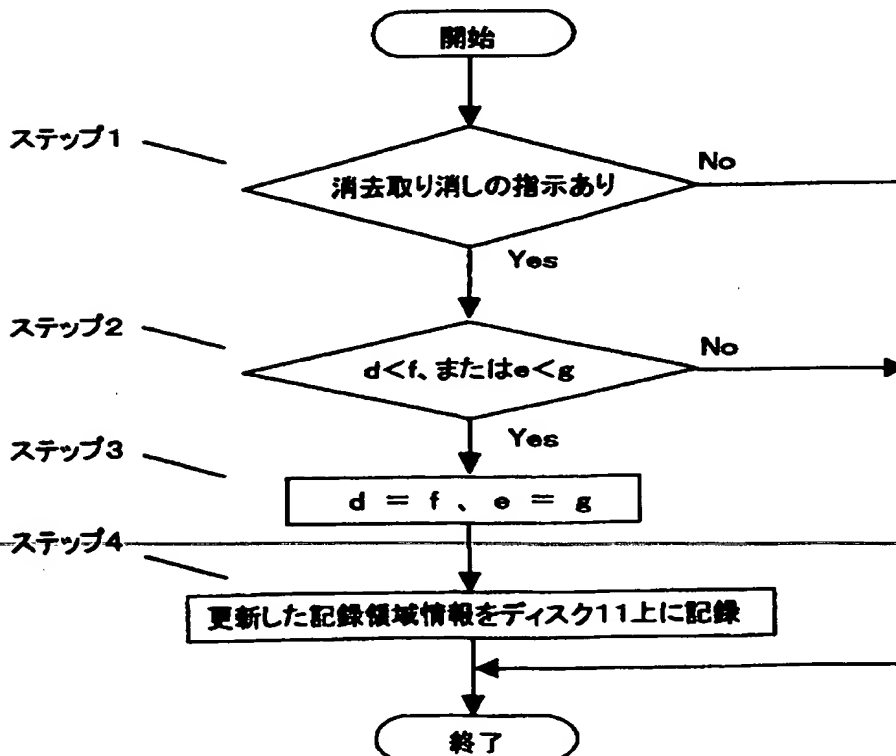 開始
ステップ1
消去取り消しの指示あり
No
Yes
ステップ2
d<f、またはe<g
No
Yes
ステップ3
d = f 、 e = g
ステップ4
更新した記録領域情報をディスク11上に記録
終了